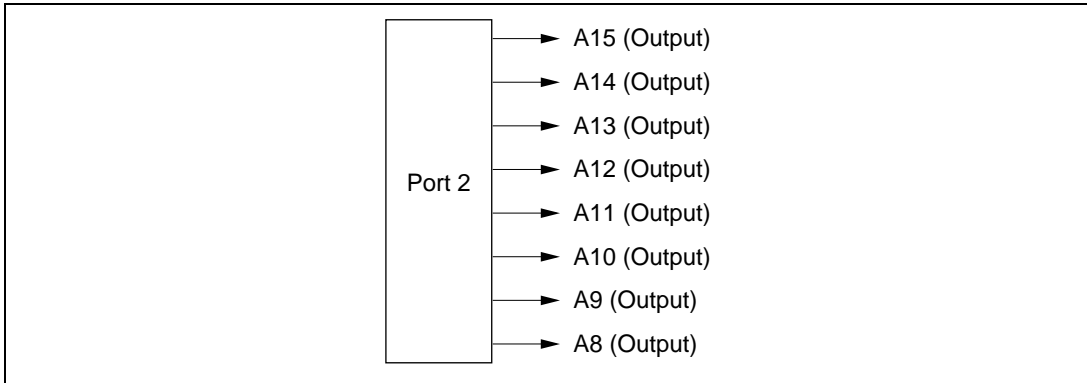 Port 2
A15 (Output)
A14 (Output)
A13 (Output)
A12 (Output)
A11 (Output)
A10 (Output)
A9 (Output)
A8 (Output)